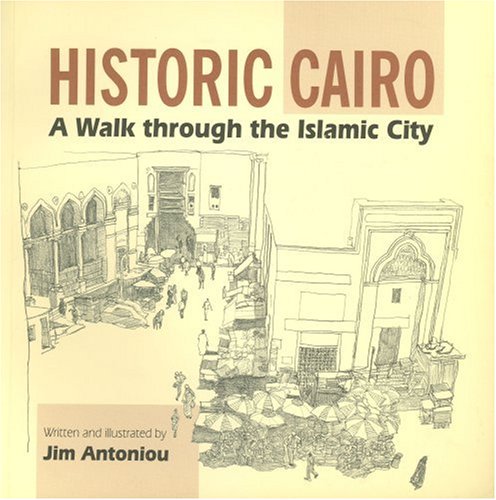 HISTORIC CAIRO
A Walk through the Islamic City
Written and illustrated by
Jim Antoniou